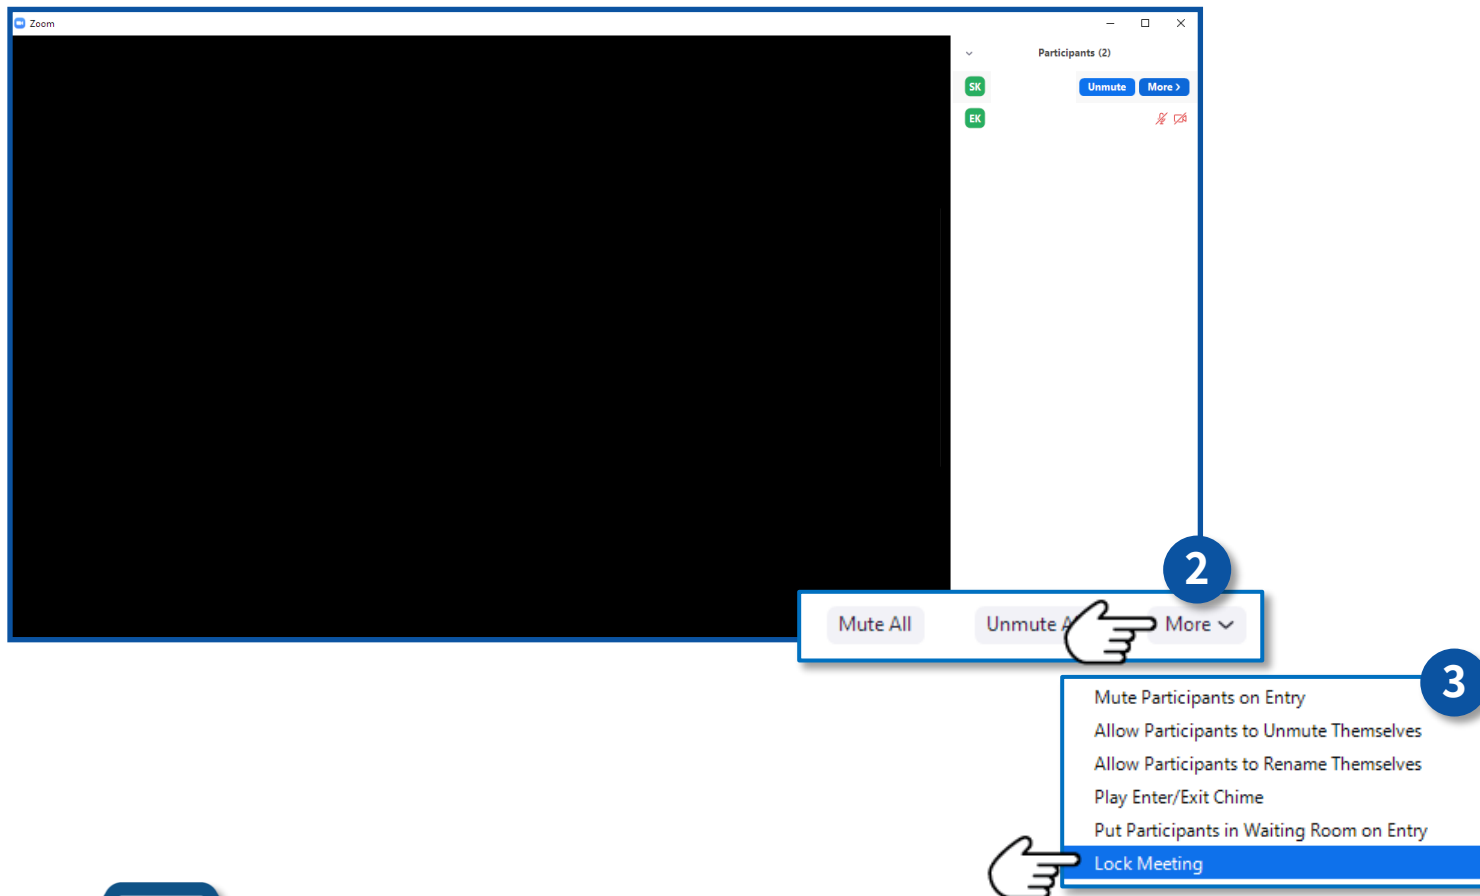 Zoom
Participants (2)
SK
Unmute
More >
EK
2
Mute All
Unmute A
More
3
Mute Participants on Entry
Allow Participants to Unmute Themselves
Allow Participants to Rename Themselves
Play Enter/Exit Chime
Put Participants in Waiting Room on Entry
Lock Meeting